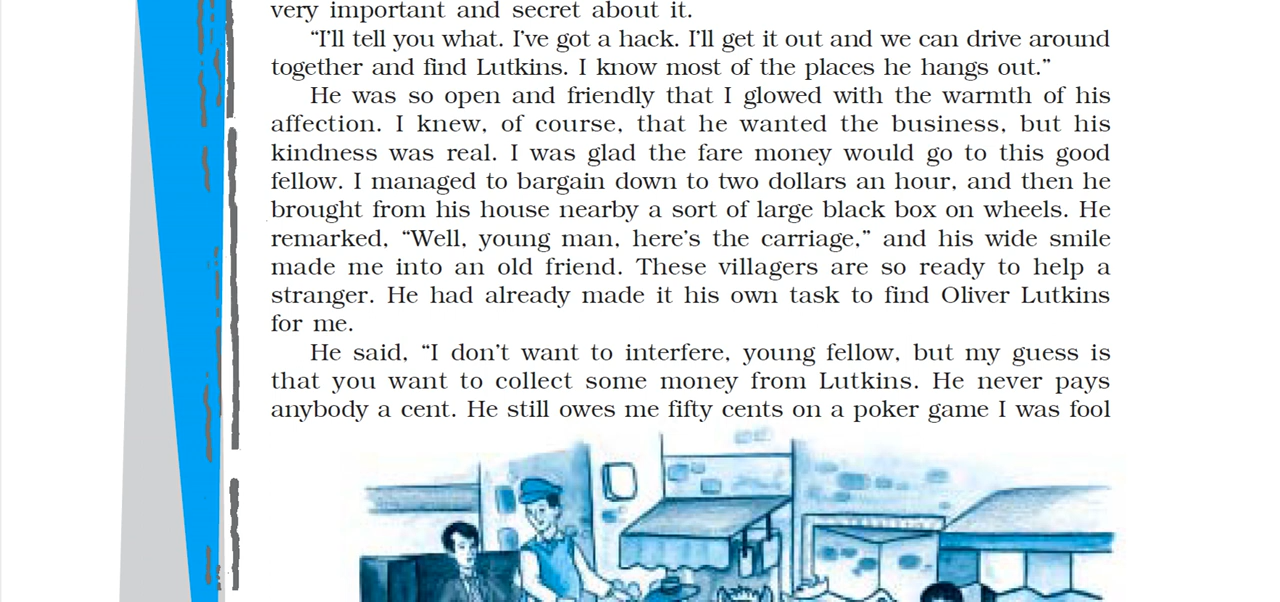 very important and secret about it.
“I’ll tell you what. I’ve got a hack. I’ll get it out and we can drive around
together and find Lutkins. I know most of the places he hangs out.”
He was so open and friendly that I glowed with the warmth of his
affection. I knew, of course, that he wanted the business, but his
kindness was real. I was glad the fare money would go to this good
fellow. I managed to bargain down to two dollars an hour, and then he
brought from his house nearby a sort of large black box on wheels. He
remarked, “Well, young man, here’s the carriage,” and his wide smile
made me into an old friend. These villagers are so ready to help a
stranger. He had already made it his own task to find Oliver Lutkins
for me.
He said, “I don’t want to interfere, young fellow, but my guess is
that you want to collect some money from Lutkins. He never pays
anybody a cent. He still owes me fifty cents on a poker game I was fool